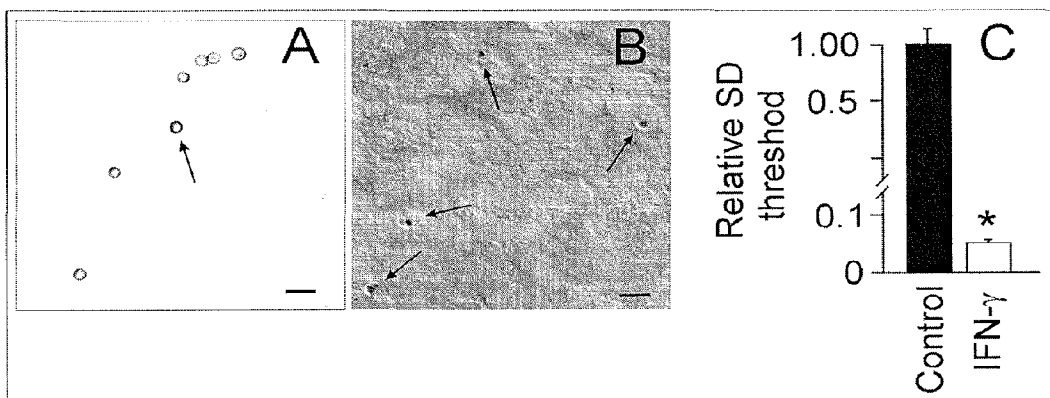 A
B
C
Relative SD
threshod
1.00
0.5
0.1
0
*
Control
IFN-γ